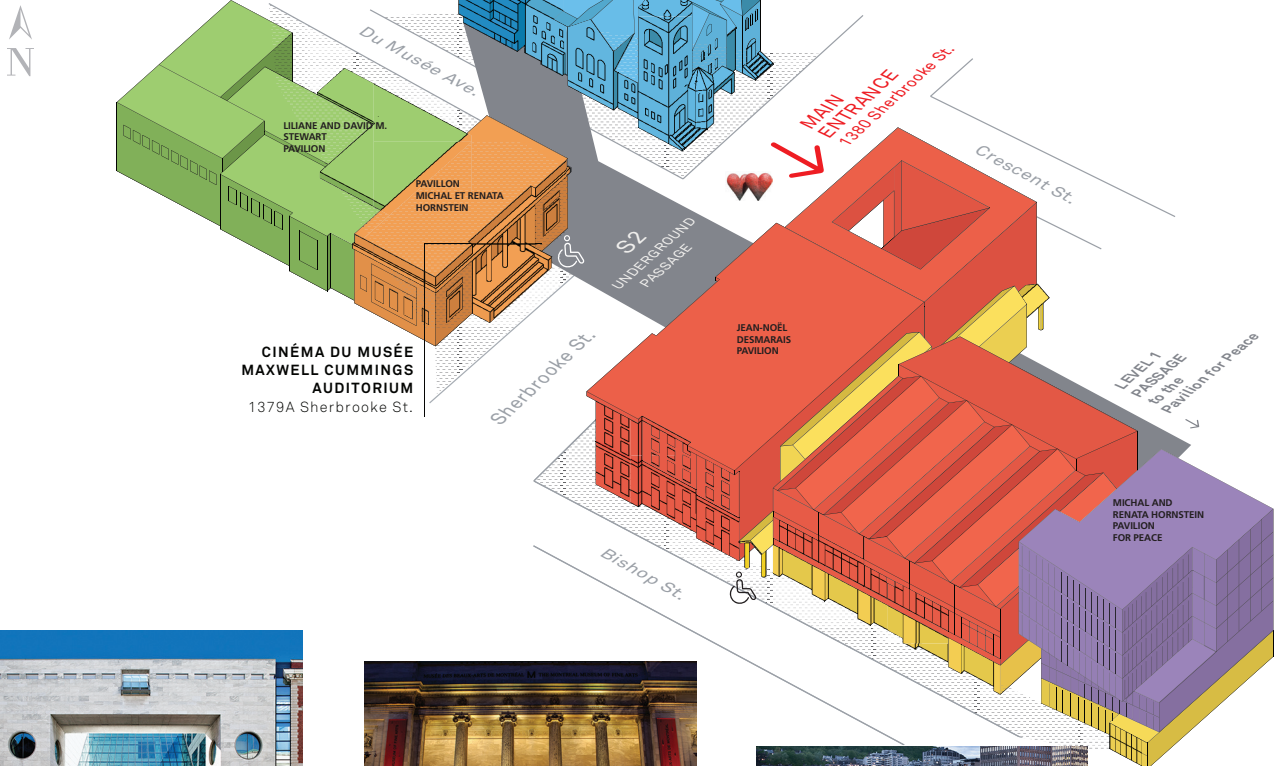 N
Du Musée Ave.
MAIN
ENTRANCE
1380 Sherbrooke St.
Crescent St.
LILIANE AND DAVID M.
STEWART
PAVILION
PAVILLON
MICHAL ET RENATA
HORNSTEIN
S2
UNDERGROUND
PASSAGE
JEAN-NOËL
DESMARAIS
PAVILION
CINÉMA DU MUSÉE
MAXWELL CUMMINGS
AUDITORIUM
1379A Sherbrooke St.
Sherbrooke St.
LEVEL 1
PASSAGE
to the
Pavilion for Peace
MICHAL AND
RENATA HORNSTEIN
PAVILION
FOR PEACE
Bishop St.